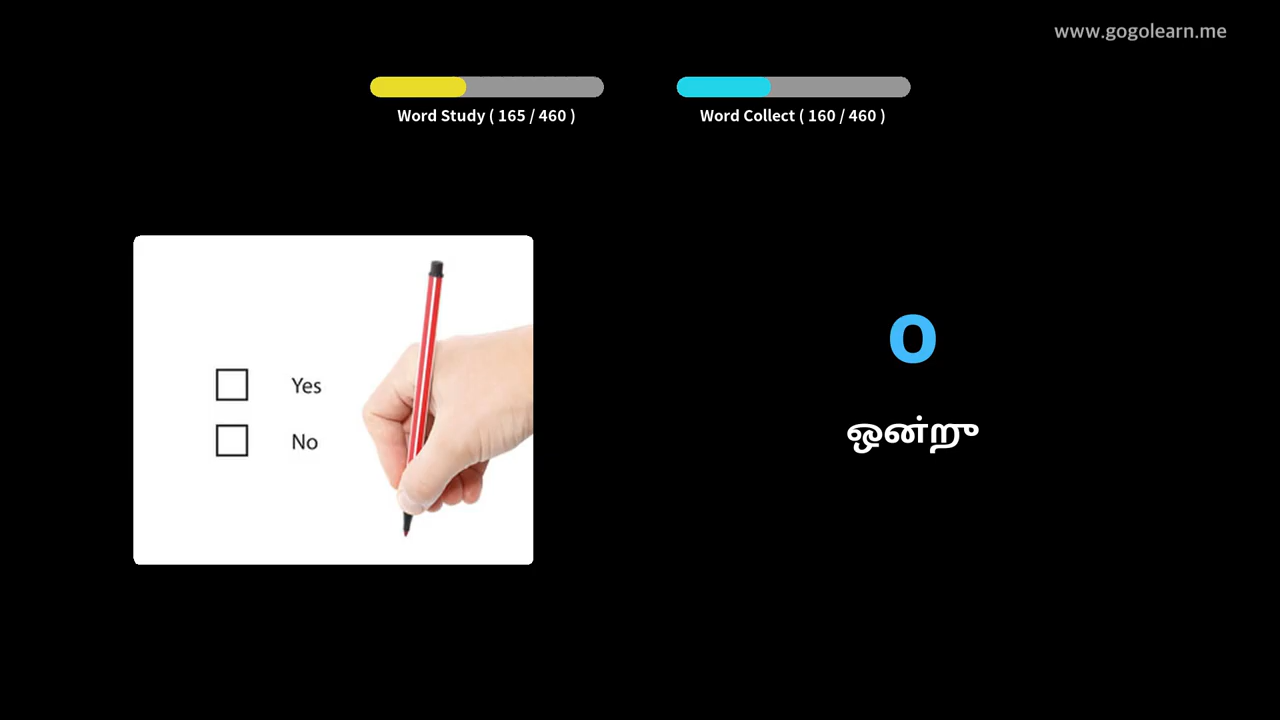 www.gogolearn.me
Word Study ( 165 / 460 )
Word Collect ( 160 / 460 )
Yes
No
o
ஒன்று